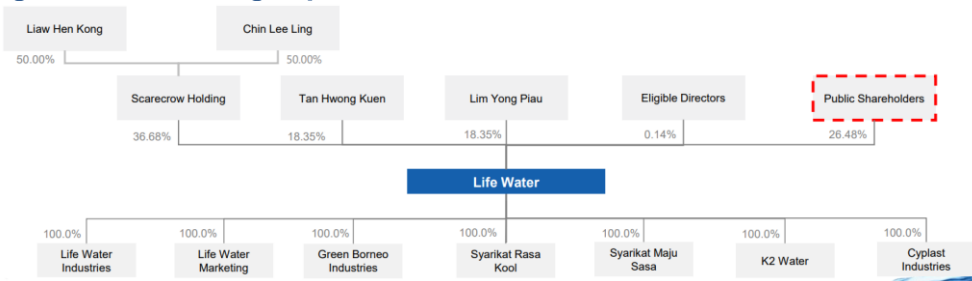 Liaw Hen Kong
Chin Lee Ling
50.00%
50.00%
Scarecrow Holding
Tan Hwong Kuen
Lim Yong Piau
Eligible Directors
Public Shareholders
36.68%
18.35%
18.35%
0.14%
26.48%
Life Water
100.0%
100.0%
100.0%
100.0%
100.0%
100.0%
100.0%
Life Water
Industries
Life Water
Marketing
Green Borneo
Industries
Syarikat Rasa
Kool
Syarikat Maju
Sasa
K2 Water
Cyplast
Industries